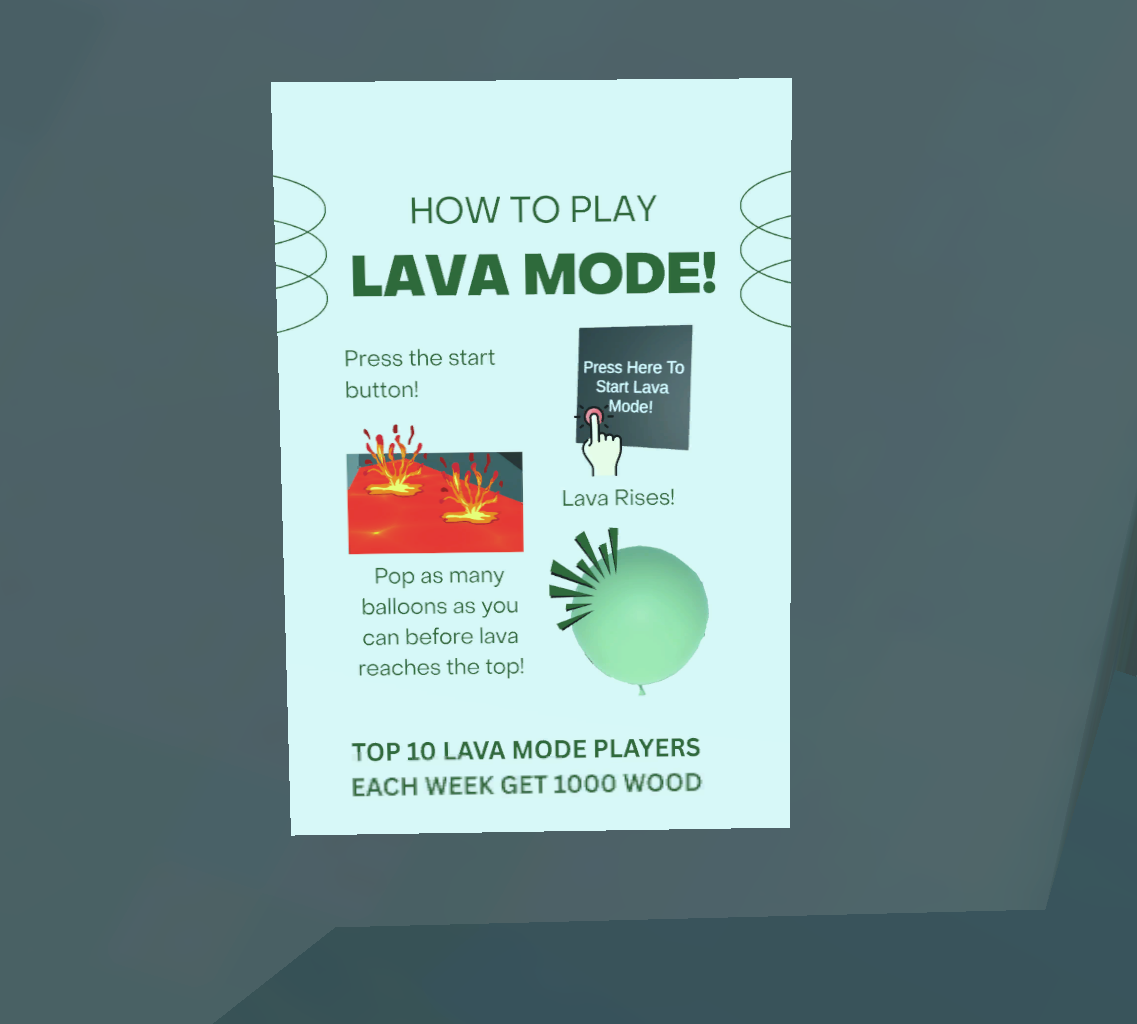 HOW TO PLAY
LAVA MODE!
Press the start
button!
Press Here To
Start Lava
Mode!
Lava Rises!
Pop as many
balloons as you
can before lava
reaches the top!
TOP 10 LAVA MODE PLAYERS
EACH WEEK GET 1000 WOOD